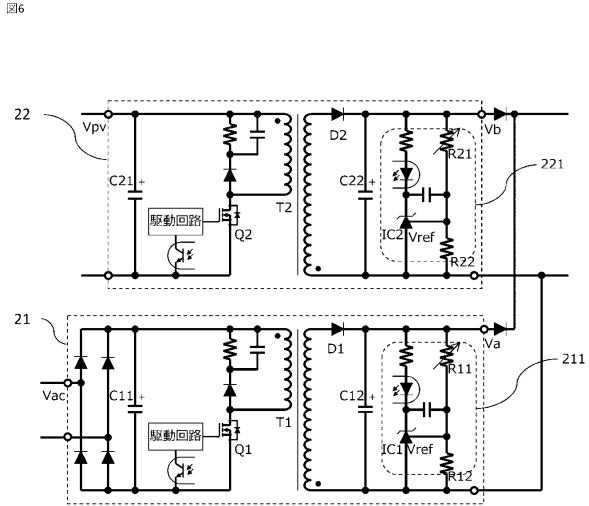 図6
22
Vpv
C21 +
駆動回路
Q2
T2
D2
C22 +
IC2
Vref
R21
R22
Vb
221
21
Vac
C11 +
駆動回路
Q1
T1
D1
C12 +
IC1
Vref
R11
R12
Va
211